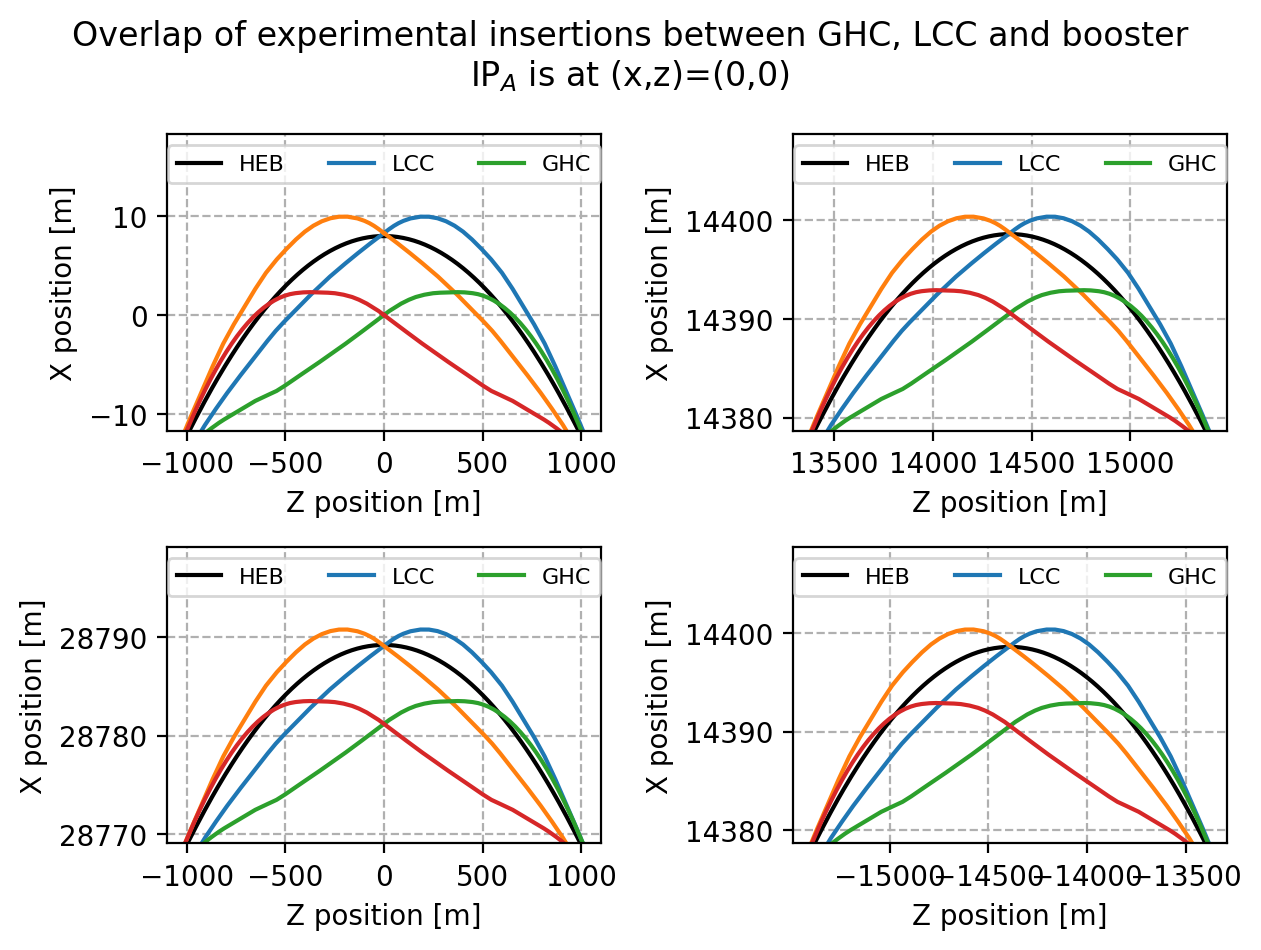 Overlap of experimental insertions between GHC, LCC and booster
IP_A is at (x,z)=(0,0)
HEB LCC GHC
X position [m]
10
0
−10
−1000 −500 0 500 1000
Z position [m]
HEB LCC GHC
X position [m]
14400
14390
14380
13500 14000 14500 15000
Z position [m]
HEB LCC GHC
X position [m]
28790
28780
28770
−1000 −500 0 500 1000
Z position [m]
HEB LCC GHC
X position [m]
14400
14390
14380
−15000 −14500 −14000 −13500
Z position [m]